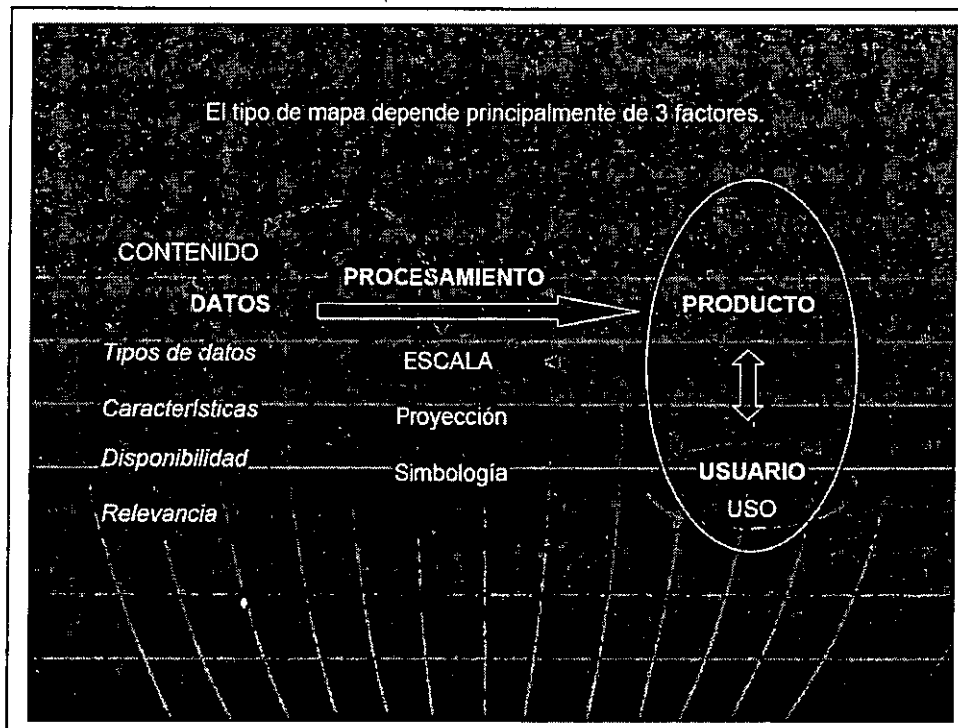 El tipo de mapa depende principalmente de 3 factores.
CONTENIDO
DATOS
Tipos de datos
Características
Disponibilidad
Relevancia
PROCESAMIENTO
ESCALA
Proyección
Simbología
PRODUCTO
USUARIO
USO